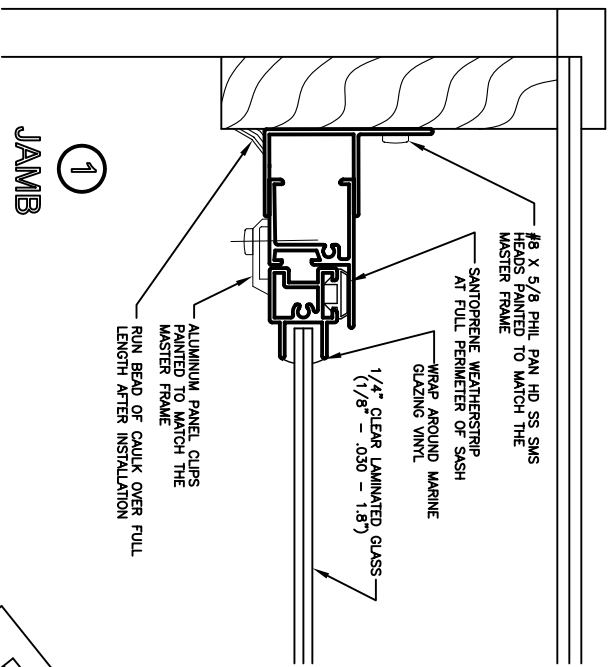 #8 X 5/8 PHIL PAN HD SS SMS
HEADS PAINTED TO MATCH THE
MASTER FRAME
SANTOPRENE WEATHERSTRIP
AT FULL PERIMETER OF SASH
WRAP AROUND MARINE
GLAZING VINYL
1/4" CLEAR LAMINATED GLASS
(1/8" - .030 - 1.8")
ALUMINUM PANEL CLIPS
PAINTED TO MATCH THE
MASTER FRAME
RUN BEAD OF CAULK OVER FULL
LENGTH AFTER INSTALLATION
1
JAMB